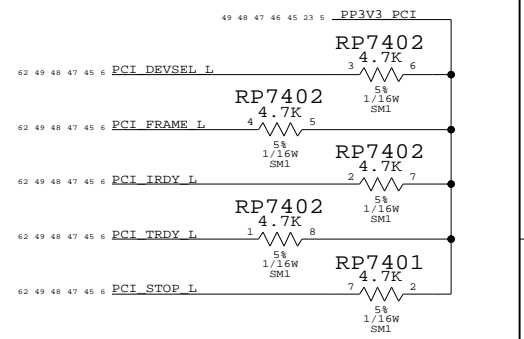 49 48 47 46 45 23 5 PP3V3_PCI
RP7402
4.7K
62 49 48 47 45 6 PCI_DEVSEL_L 3 6
5%
1/16W
SM1
RP7402
4.7K
62 49 48 47 45 6 PCI_FRAME_L 4 5
5%
1/16W
SM1
RP7402
4.7K
62 49 48 47 45 6 PCI_IRDY_L 2 7
5%
1/16W
SM1
RP7402
4.7K
62 49 48 47 45 6 PCI_TRDY_L 1 8
5%
1/16W
SM1
RP7401
4.7K
62 49 48 47 45 6 PCI_STOP_L 7 2
5%
1/16W
SM1